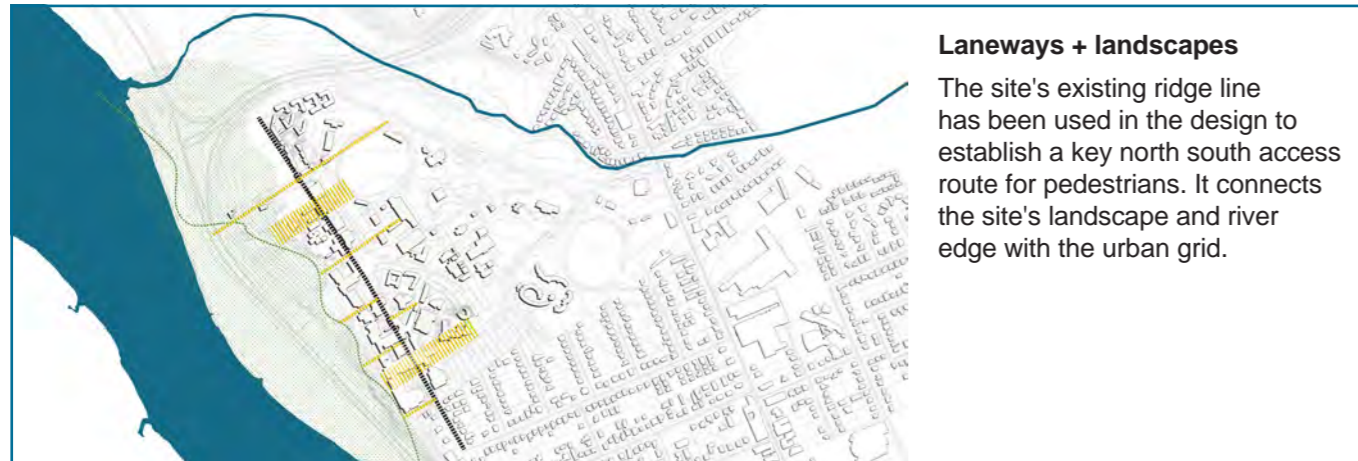 Laneways + landscapes
The site's existing ridge line
has been used in the design to
establish a key north south access
route for pedestrians. It connects
the site's landscape and river
edge with the urban grid.